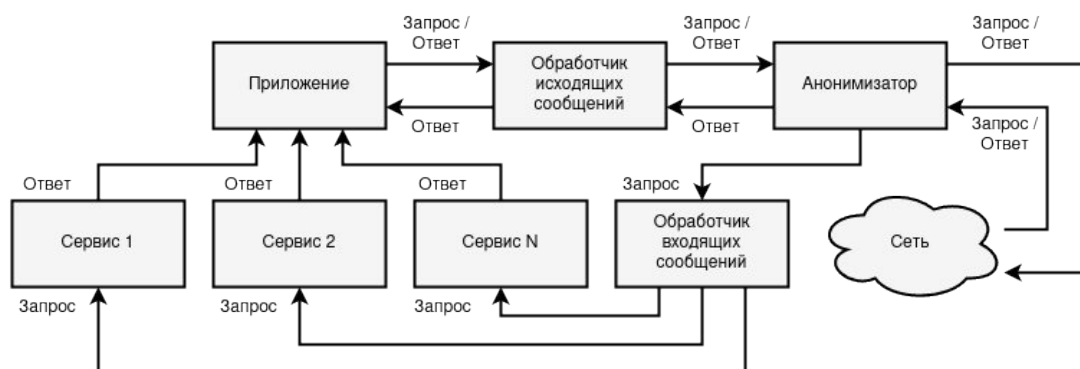 Запрос /
Ответ
Запрос /
Ответ
Запрос /
Ответ
Приложение
Обработчик
исходящих
сообщений
Анонимизатор
Ответ
Ответ
Запрос /
Ответ
Ответ
Ответ
Ответ
Запрос
Сервис 1
Сервис 2
Сервис N
Обработчик
входящих
сообщений
Сеть
Запрос
Запрос
Запрос